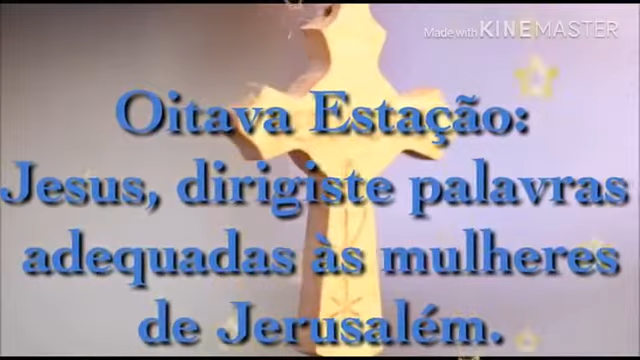 Made with KINEMASTER
Oitava Estação:
Jesus, dirigiste palavras
adequadas às mulheres
de Jerusalém.